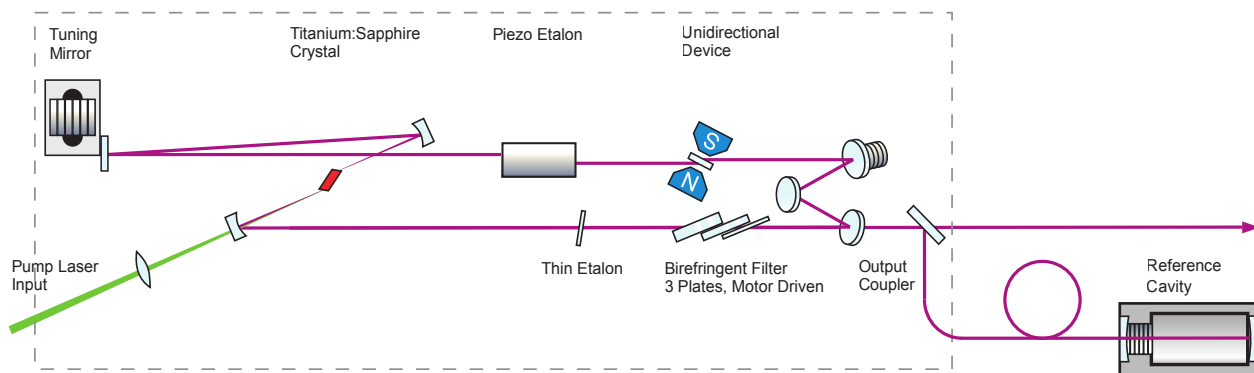 Tuning
Mirror
Titanium:Sapphire
Crystal
Piezo Etalon
Unidirectional
Device
S
N
Pump Laser
Input
Thin Etalon
Birefringent Filter
3 Plates, Motor Driven
Output
Coupler
Reference
Cavity